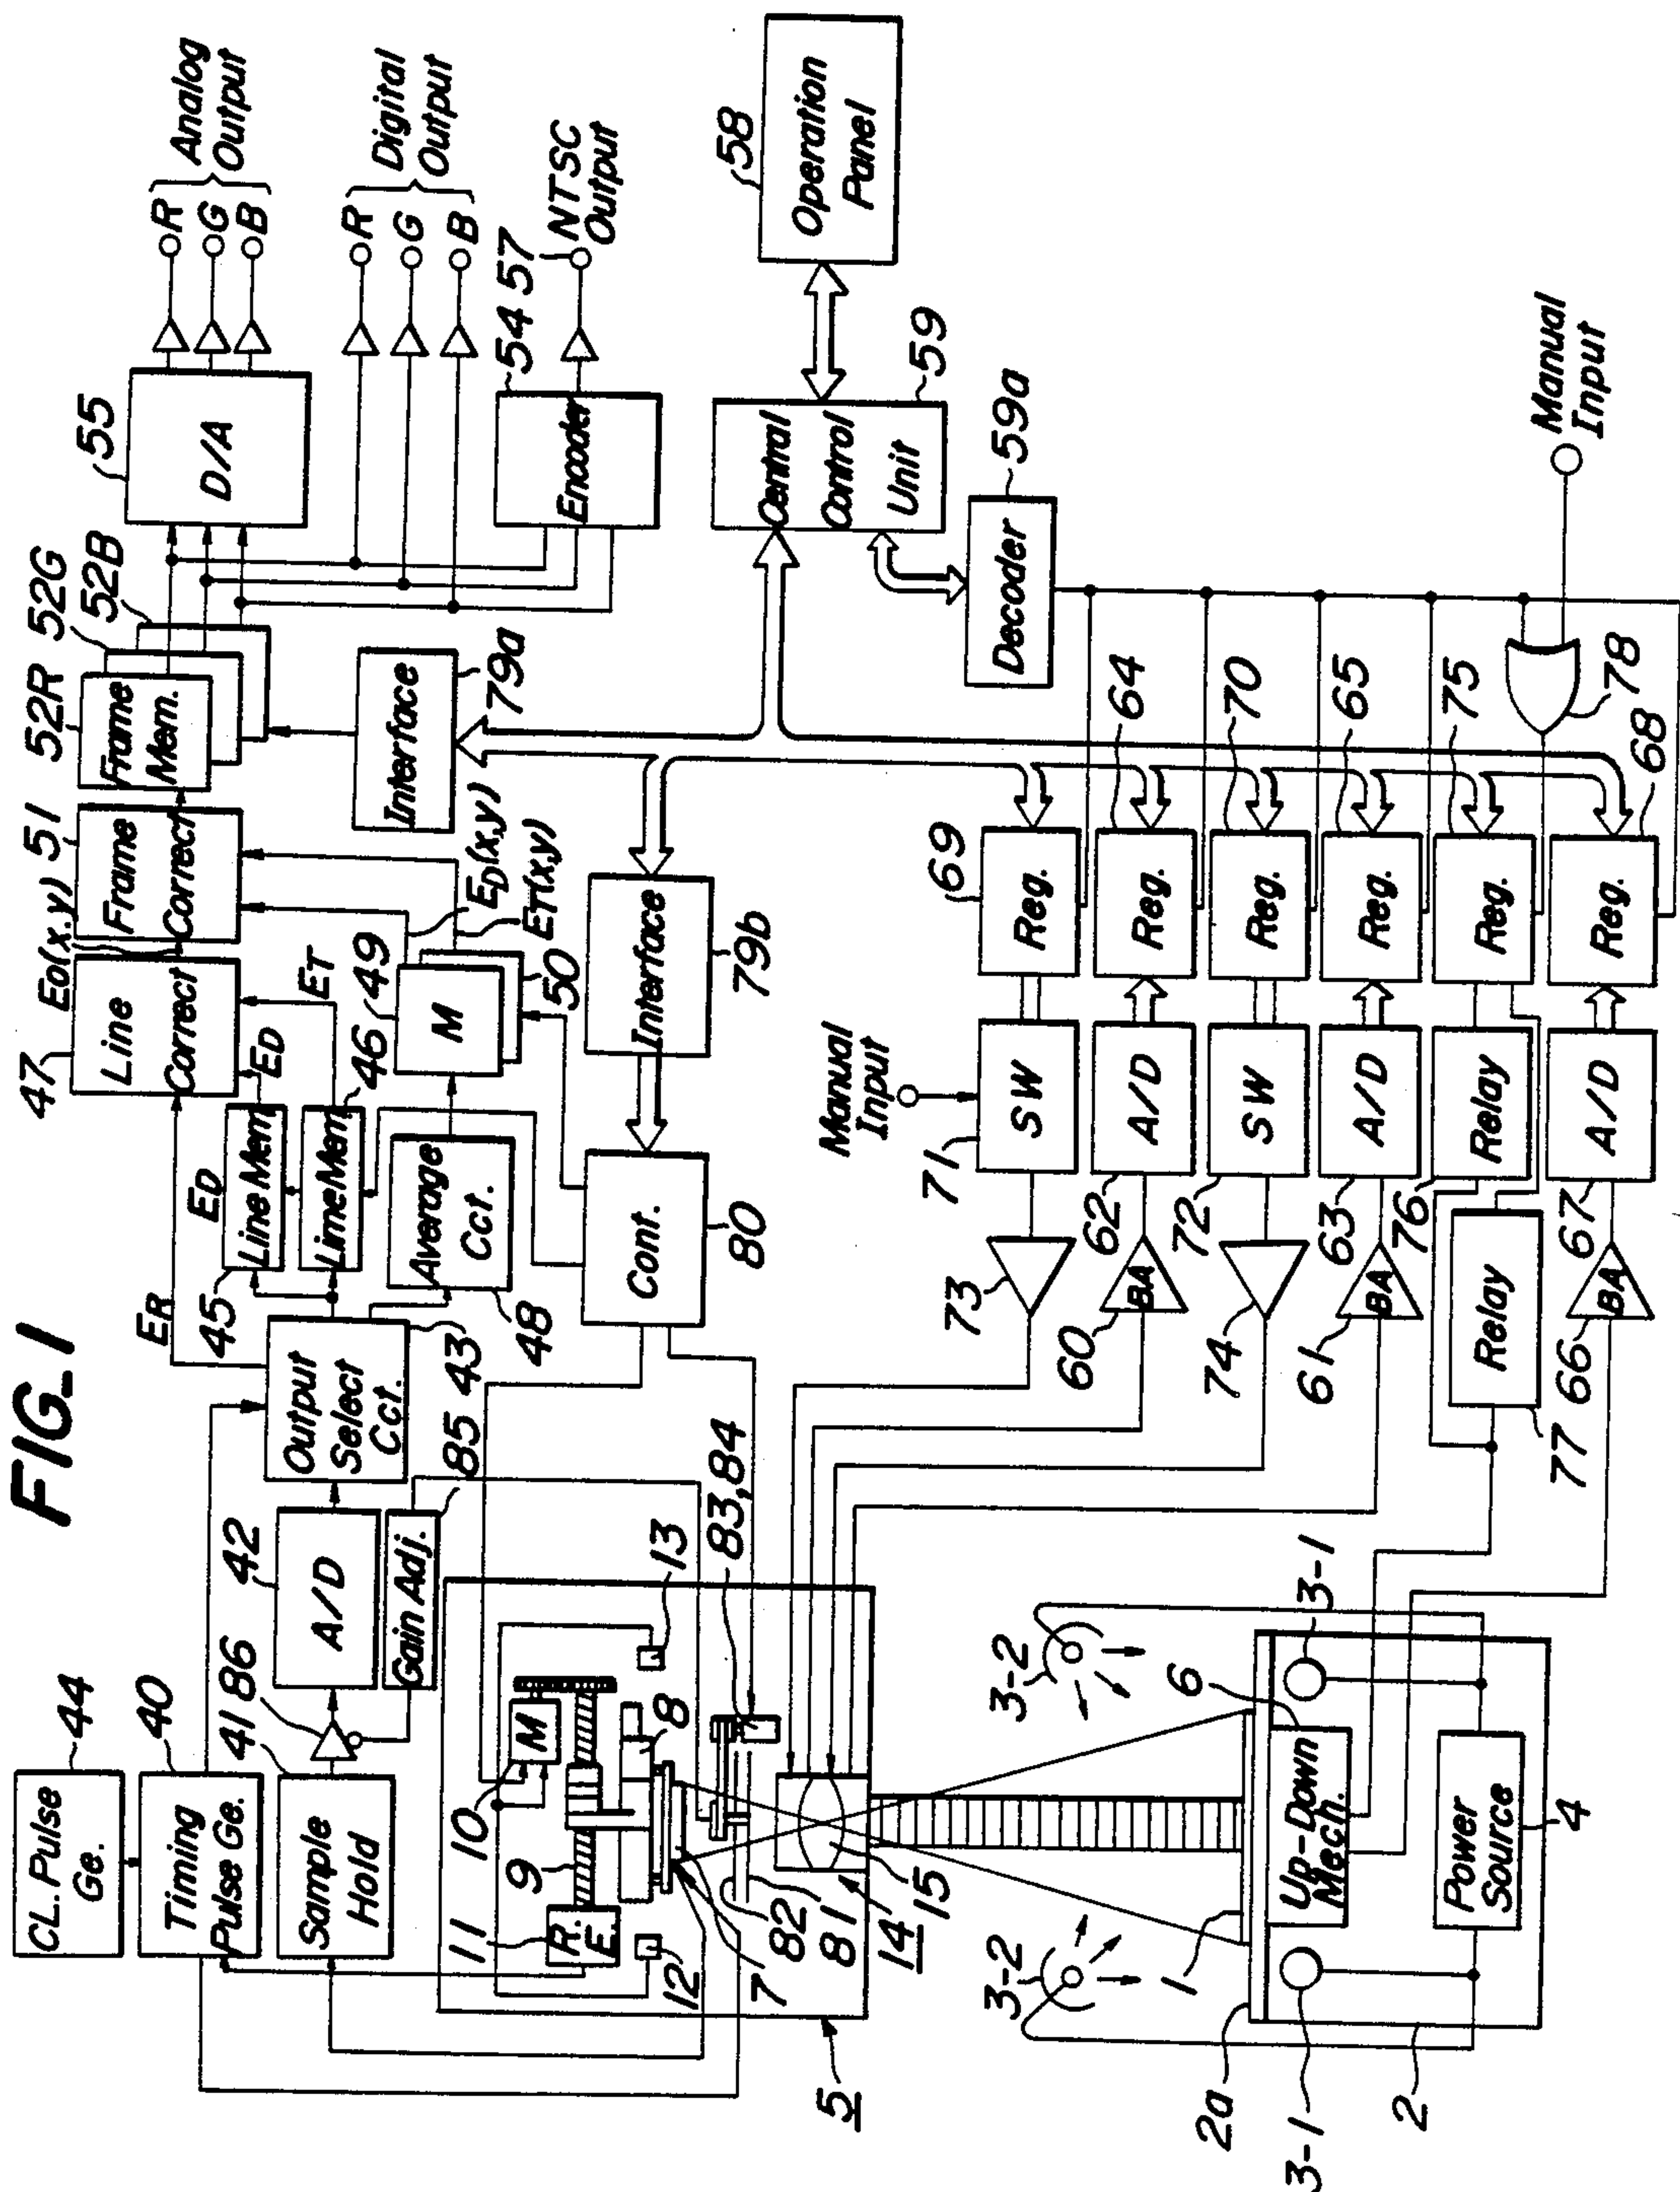 FIG_1
CL. Pulse
Ge.
44
Timing
Pulse Ge.
40
Sample
Hold
41
86
A/D
42
Gain Adj.
85
Output
Select
Cct.
43
ER
45
Line Mem
ED
ED
Lime Mem
46
ET
47
Line
Correct
E0(x,y)
51
Frame
Correct
Average
Cct.
48
M
49
50
ED(x,y)
ET(x,y)
52R
52G
52B
Frame
Mem.
55
D/A
R
G
B
Analog
Output
R
G
B
Digital
Output
54
Encoder
57
NTSC
Output
Interface
79a
Interface
79b
Cont.
80
58
Operation
Panel
Central
Control
Unit
59
Decoder
59a
Manual
Input
78
Manual
Input
69
Reg.
64
Reg.
70
Reg.
65
Reg.
75
Reg.
68
Reg.
71
SW
62
A/D
72
SW
63
A/D
76
Relay
67
A/D
73
60
BA
74
61
BA
77
Relay
66
BA
11
R.
E.
9
10
M
8
13
12
7
83,84
82
81
14
15
5
3-2
3-2
3-1
3-1
1
2a
2
6
Up-Down
Mech.
Power
Source
4